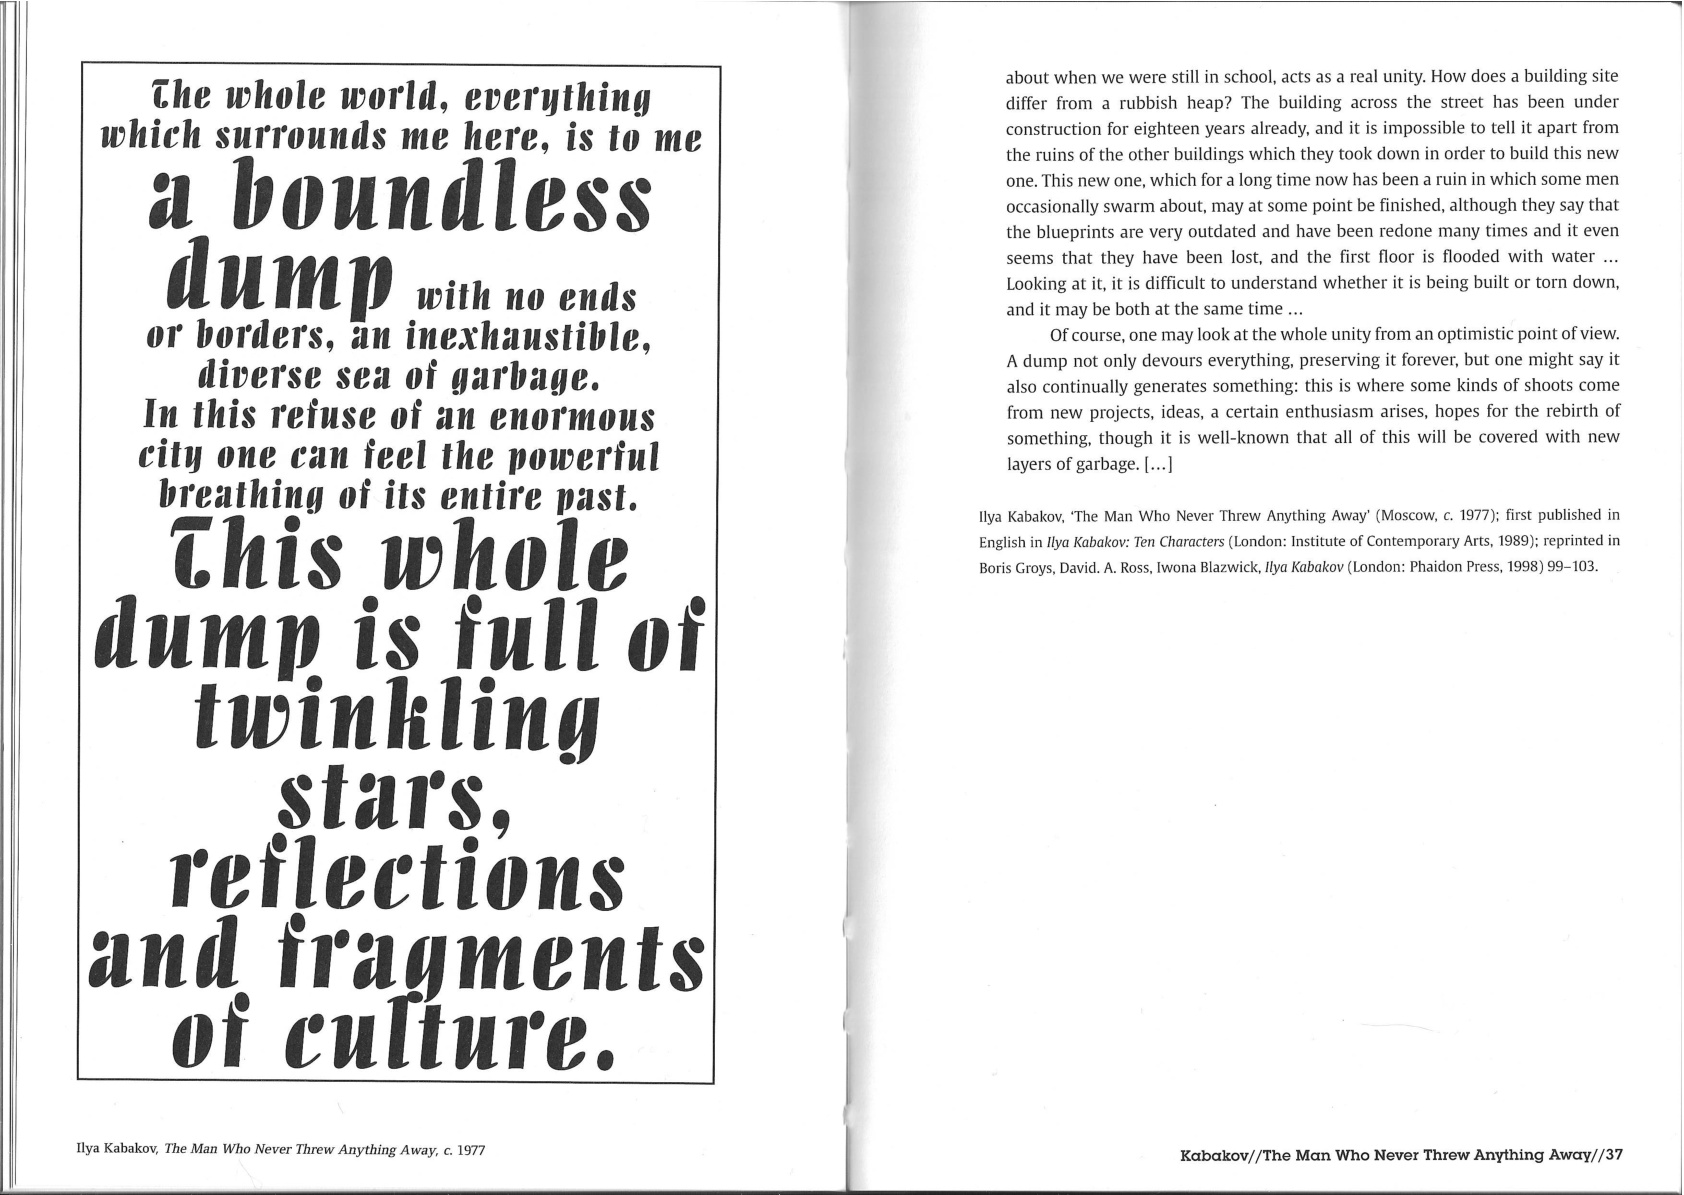 The whole world, everything
which surrounds me here, is to me
a boundless
dump with no ends
or borders, an inexhaustible,
diverse sea of garbage.
In this refuse of an enormous
city one can feel the powerful
breathing of its entire past.
This whole
dump is full of
twinkling
stars,
reflections
and fragments
of culture.
Ilya Kabakov, The Man Who Never Threw Anything Away, c. 1977
about when we were still in school, acts as a real unity. How does a building site
differ from a rubbish heap? The building across the street has been under
construction for eighteen years already, and it is impossible to tell it apart from
the ruins of the other buildings which they took down in order to build this new
one. This new one, which for a long time now has been a ruin in which some men
occasionally swarm about, may at some point be finished, although they say that
the blueprints are very outdated and have been redone many times and it even
seems that they have been lost, and the first floor is flooded with water ...
Looking at it, it is difficult to understand whether it is being built or torn down,
and it may be both at the same time ...
Of course, one may look at the whole unity from an optimistic point of view.
A dump not only devours everything, preserving it forever, but one might say it
also continually generates something: this is where some kinds of shoots come
from new projects, ideas, a certain enthusiasm arises, hopes for the rebirth of
something, though it is well-known that all of this will be covered with new
layers of garbage. [...]
Ilya Kabakov, ‘The Man Who Never Threw Anything Away’ (Moscow, c. 1977); first published in
English in Ilya Kabakov: Ten Characters (London: Institute of Contemporary Arts, 1989); reprinted in
Boris Groys, David. A. Ross, Iwona Blazwick, Ilya Kabakov (London: Phaidon Press, 1998) 99–103.
Kabakov//The Man Who Never Threw Anything Away//37